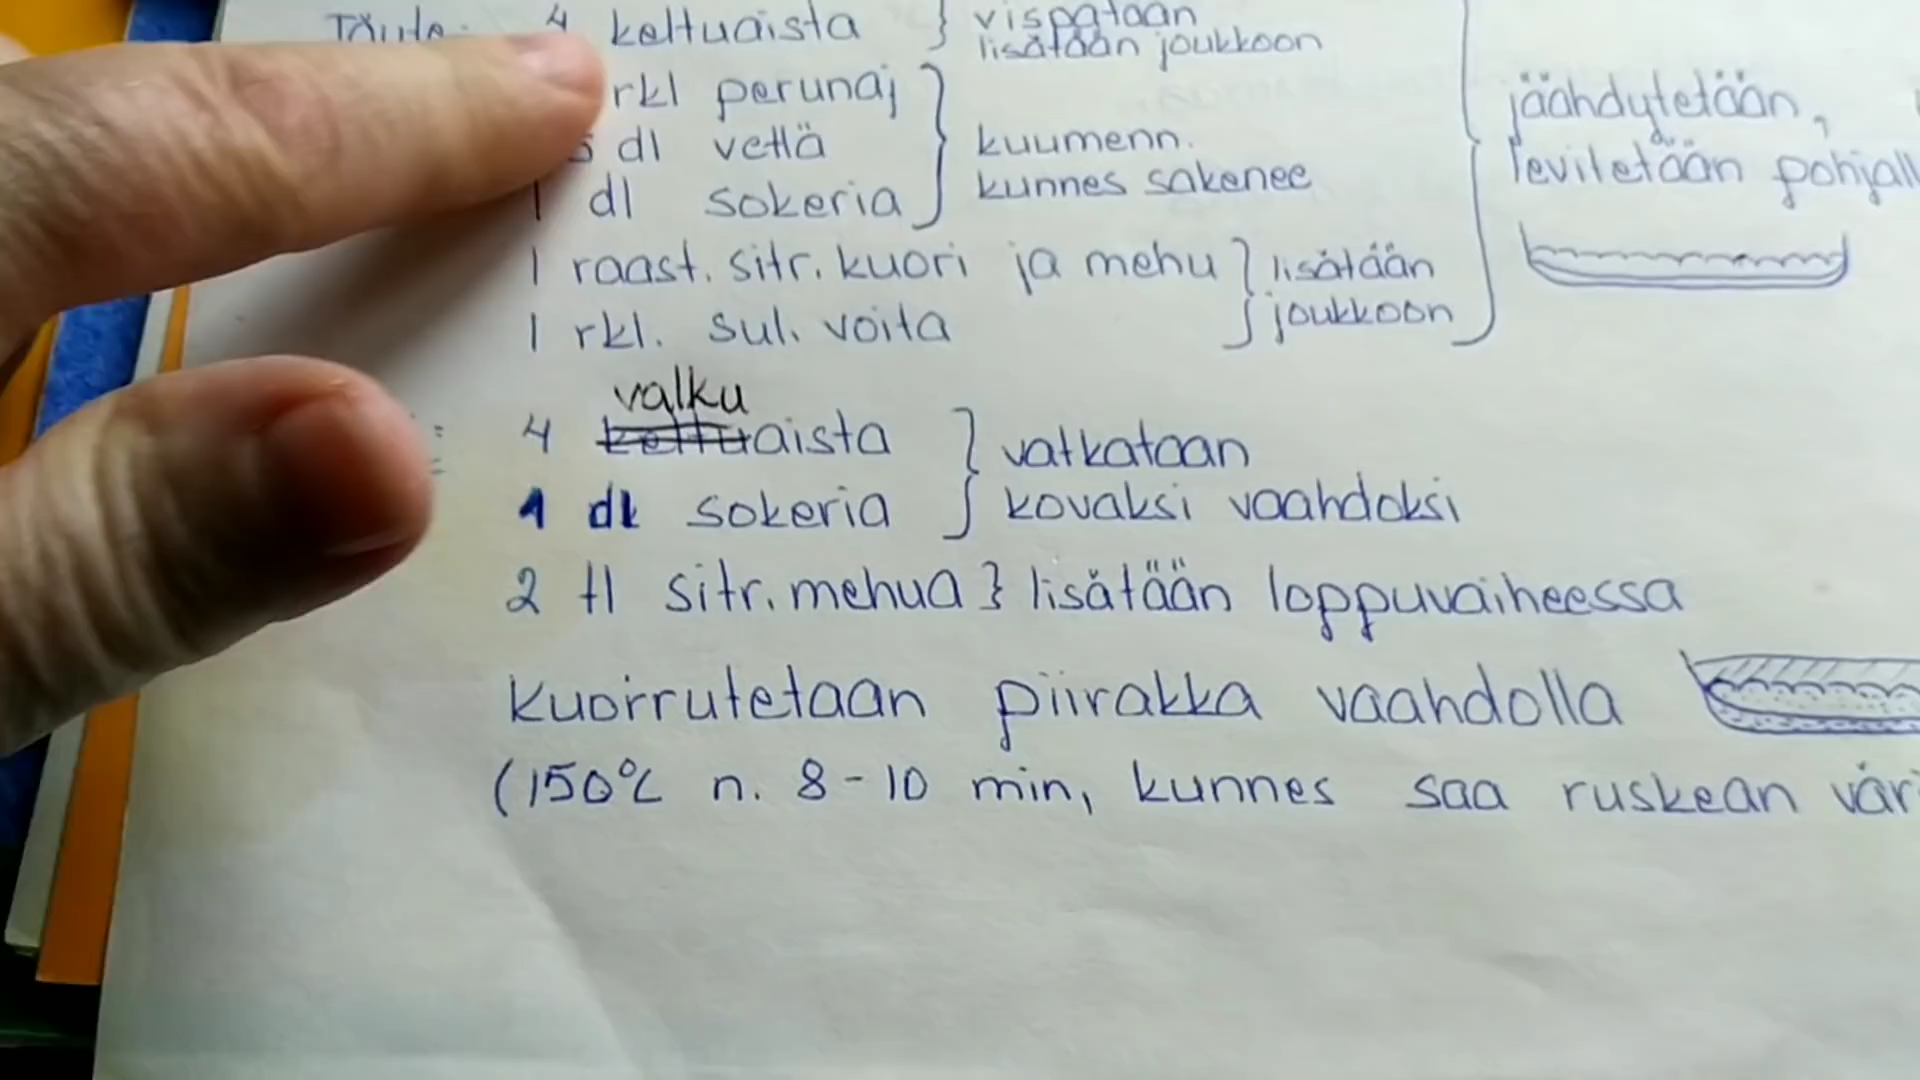 Täyte: 4 keltuaista } vispataan
lisätään joukkoon
rkl perunaj
dl vettä } kuumenn.
1 dl sokeria kunnes sakenee
jäähdytetään,
levitetään
1 raast. sitr. kuori ja mehu } lisätään
1 rkl. sul. voita joukkoon
valku
4 keltuaista } vatkataan
1 dl sokeria kovaksi vaahdoksi
2 tl sitr. mehua } lisätään loppuvaiheessa
Kuorrutetaan piirakka vaahdolla
(150°C n. 8-10 min, kunnes saa ruskean